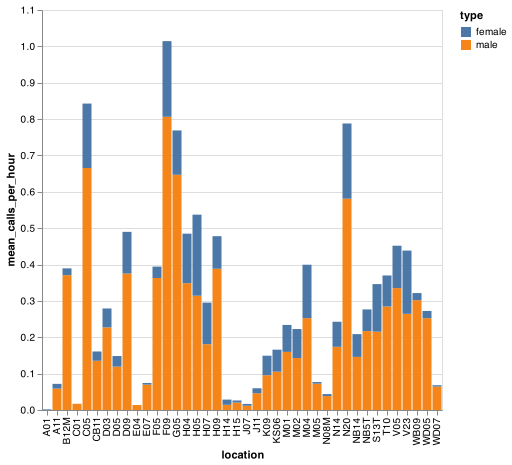 type
female
male
mean_calls_per_hour
1.1
1.0
0.9
0.8
0.7
0.6
0.5
0.4
0.3
0.2
0.1
0.0
A01
A11
B12M
C01
C05
CB11
D03
D05
D09
E04
E07
F05
F09
G05
H04
H05
H07
H09
H14
H15
J07
J11
K09
KS06
M01
M02
M04
M05
N08M
N14
N20
NB14
NB5T
S13T
T10
V05
V23
WB09
WD05
WD07
location